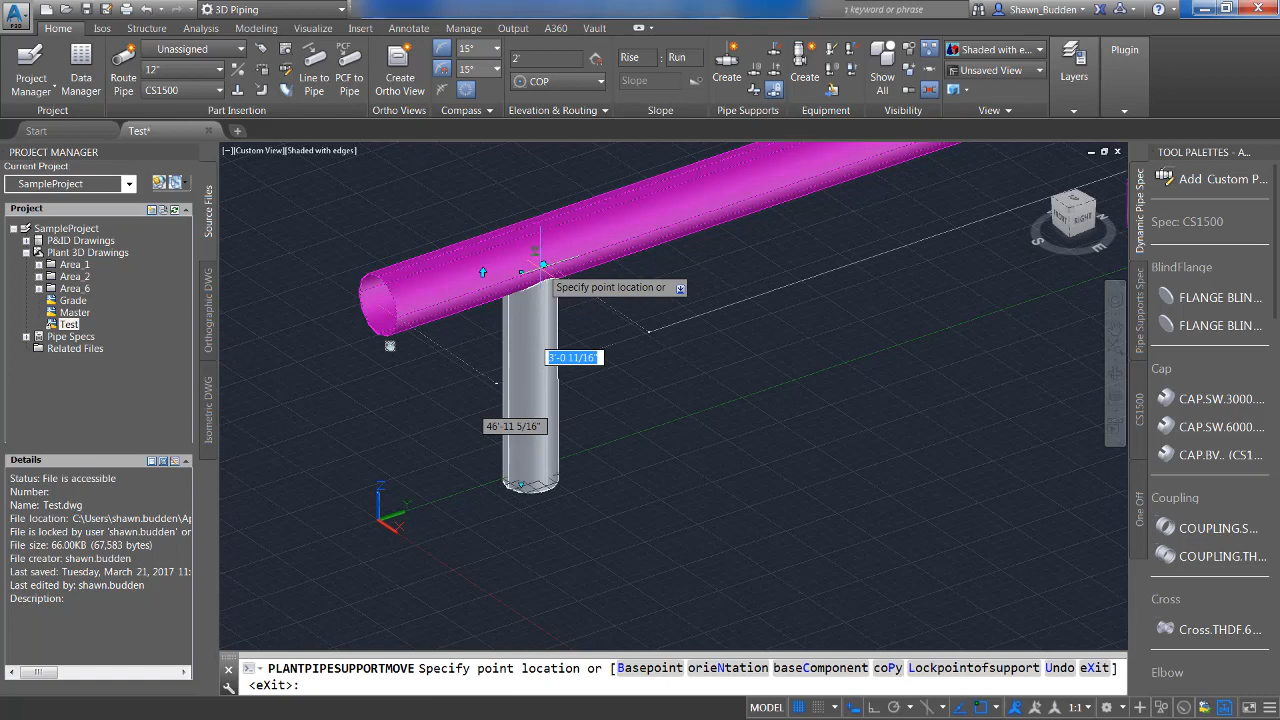 P3D
3D Piping
a keyword or phrase
Shawn_Budden
Home
Isos
Structure
Analysis
Modeling
Visualize
Insert
Annotate
Manage
Output
A360
Vault
Project Manager
Data Manager
Project
Route Pipe
Unassigned
12"
CS1500
Line to Pipe
PCF to Pipe
Part Insertion
Create Ortho View
Ortho Views
15°
15°
Compass
2'
COP
Elevation & Routing
Rise : Run
Slope
Slope
Create
Pipe Supports
Create
Equipment
Show All
Visibility
Shaded with e...
Unsaved View
View
Layers
Plugin
Start
Test*
PROJECT MANAGER
Current Project
SampleProject
Project
SampleProject
P&ID Drawings
Plant 3D Drawings
Area_1
Area_2
Area_6
Grade
Master
Test
Pipe Specs
Related Files
Source Files
Orthographic DWG
Isometric DWG
Details
Status: File is accessible
Number:
Name: Test.dwg
File location: C:\Users\shawn.budden\Ap
File is locked by user 'shawn.budden' or
File size: 66.00KB (67,583 bytes)
File creator: shawn.budden
Last saved: Tuesday, March 21, 2017 11:
Last edited by: shawn.budden
Description:
[−][Custom View][Shaded with edges]
Specify point location or
3'-0 11/16"
46'-11 5/16"
Z
Y
X
FRONT
RIGHT
S
E
N
TOOL PALETTES - A...
Dynamic Pipe Spec
Pipe Supports Spec
CS1500
One Off
Add Custom P...
Spec: CS1500
BlindFlange
FLANGE BLIN...
FLANGE BLIN...
Cap
CAP.SW.3000...
CAP.SW.6000...
CAP.BV.. (CS1...
Coupling
COUPLING.S...
COUPLING.TH...
Cross
Cross.THDF.6...
Elbow
PLANTPIPESUPPORTMOVE Specify point location or [Basepoint orieNtation baseComponent coPy Lockpointofsupport Undo eXit]
<eXit>:
MODEL
1:1